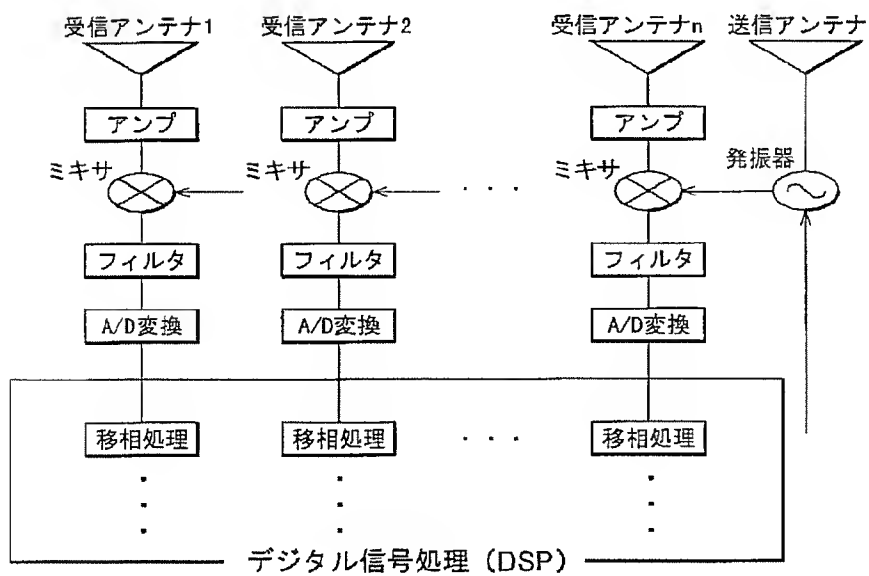 受信アンテナ1 受信アンテナ2 受信アンテナn 送信アンテナ
アンプ アンプ アンプ
発振器
ミキサ ミキサ ・・・ ミキサ
フィルタ フィルタ フィルタ
A/D変換 A/D変換 A/D変換
移相処理 移相処理 ・・・ 移相処理
デジタル信号処理（DSP）